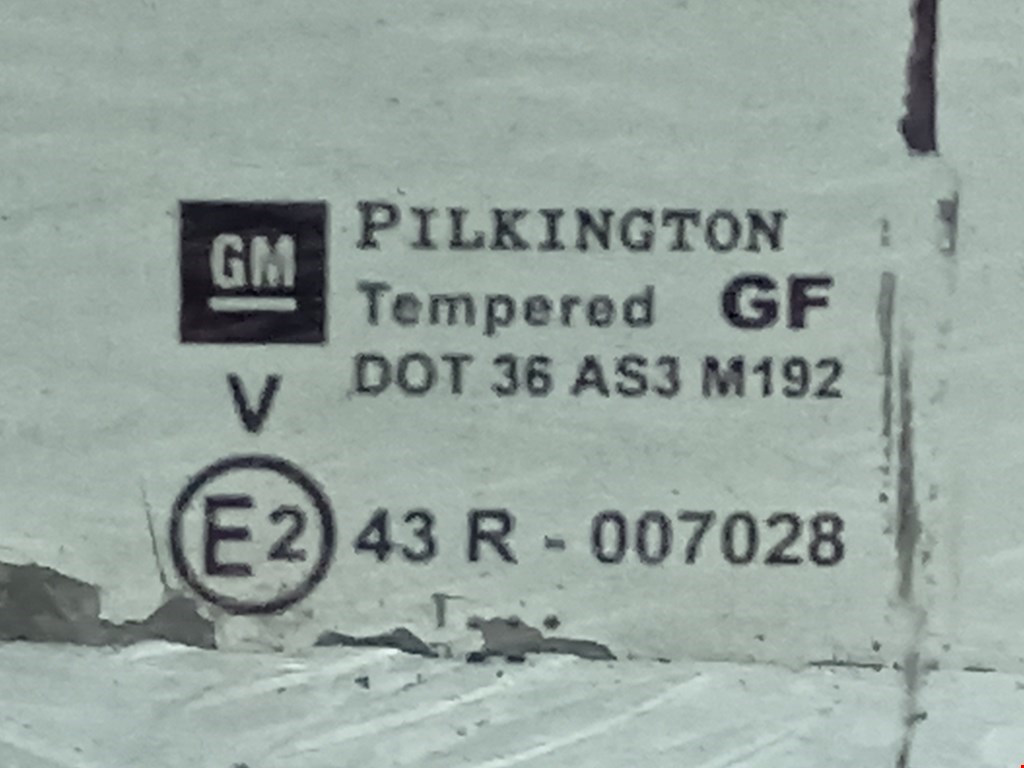 GM
PILKINGTON
Tempered GF
DOT 36 AS3 M192
V
E2 43 R - 007028